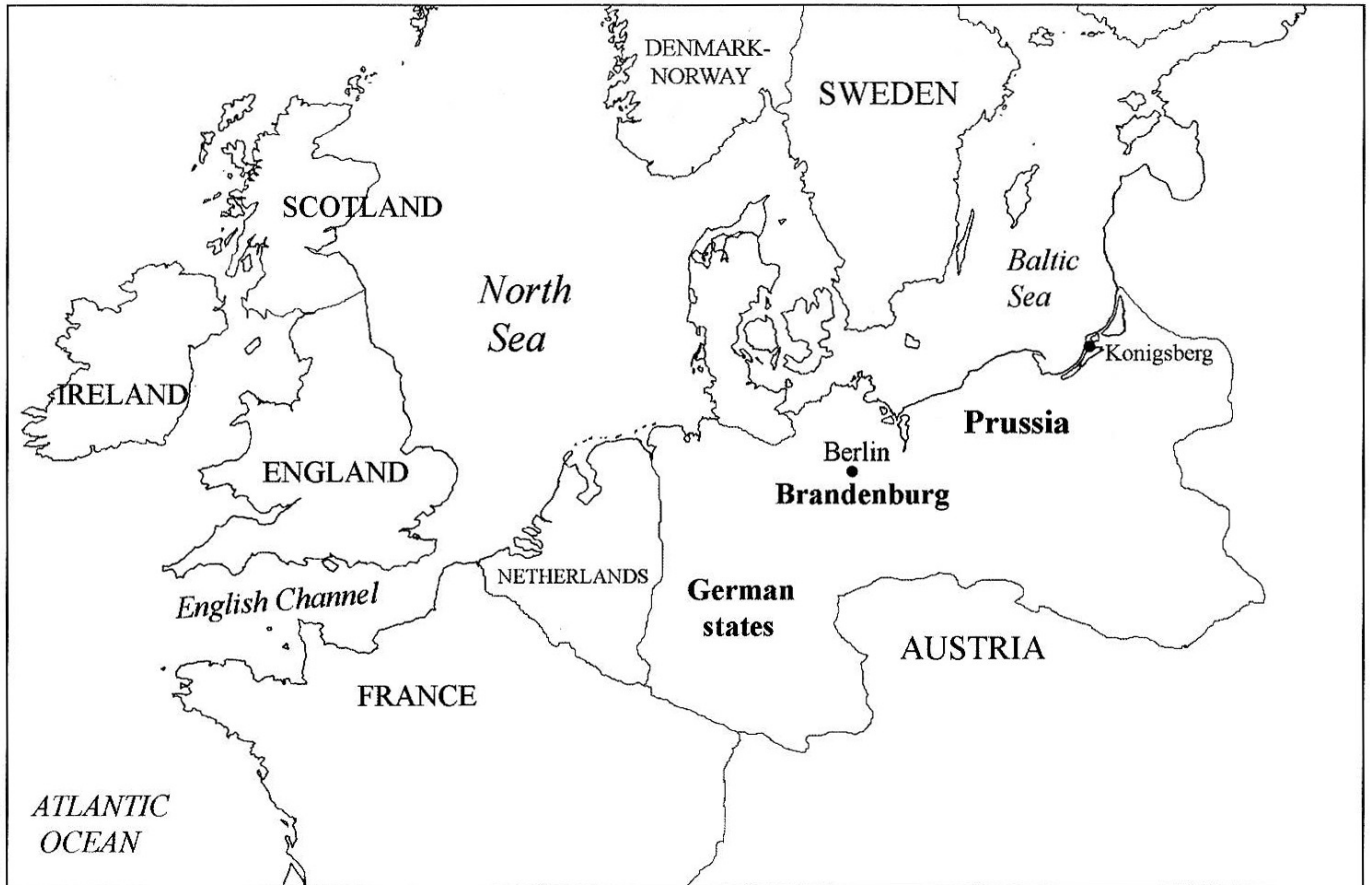 DENMARK-
NORWAY
SWEDEN
SCOTLAND
North
Sea
Baltic
Sea
Konigsberg
IRELAND
Prussia
Berlin
ENGLAND
Brandenburg
NETHERLANDS
English Channel
German
states
AUSTRIA
FRANCE
ATLANTIC
OCEAN